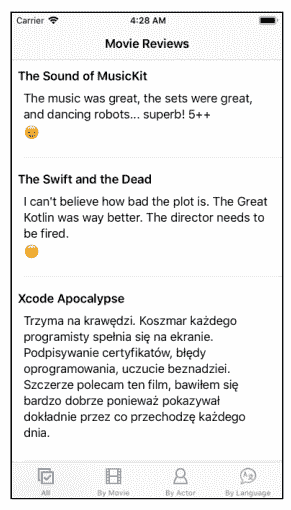 Carrier 4:28 AM
Movie Reviews
The Sound of MusicKit
The music was great, the sets were great,
and dancing robots... superb! 5++
The Swift and the Dead
I can't believe how bad the plot is. The Great
Kotlin was way better. The director needs to
be fired.
Xcode Apocalypse
Trzyma na krawędzi. Koszmar każdego
programisty spełnia się na ekranie.
Podpisywanie certyfikatów, błędy
oprogramowania, uczucie beznadziei.
Szczerze polecam ten film, bawiłem się
bardzo dobrze ponieważ pokazywał
dokładnie przez co przechodzę każdego
dnia.
All By Movie By Actor By Language